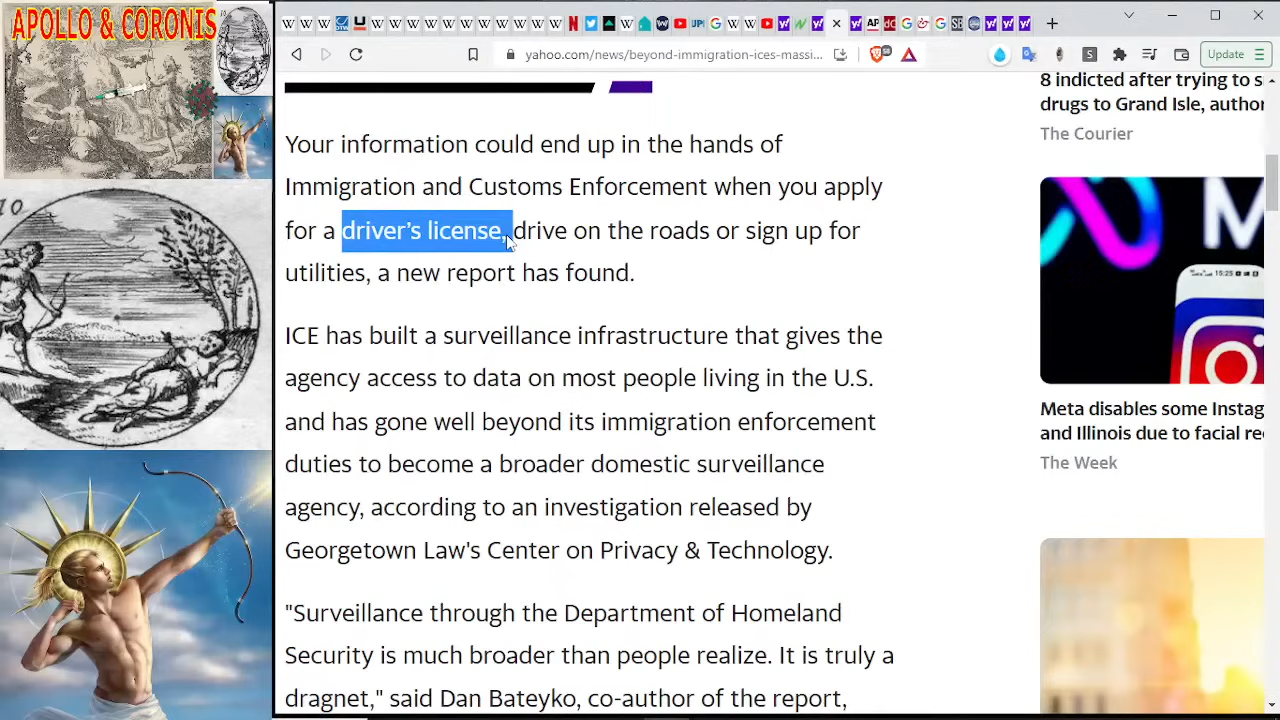 APOLLO & CORONIS
10
yahoo.com/news/beyond-immigration-ices-massi...
Update
Your information could end up in the hands of
Immigration and Customs Enforcement when you apply
for a driver's license, drive on the roads or sign up for
utilities, a new report has found.
ICE has built a surveillance infrastructure that gives the
agency access to data on most people living in the U.S.
and has gone well beyond its immigration enforcement
duties to become a broader domestic surveillance
agency, according to an investigation released by
Georgetown Law's Center on Privacy & Technology.
"Surveillance through the Department of Homeland
Security is much broader than people realize. It is truly a
dragnet," said Dan Bateyko, co-author of the report,
8 indicted after trying to s
drugs to Grand Isle, author
The Courier
15:25
Meta disables some Instag
and Illinois due to facial re
The Week